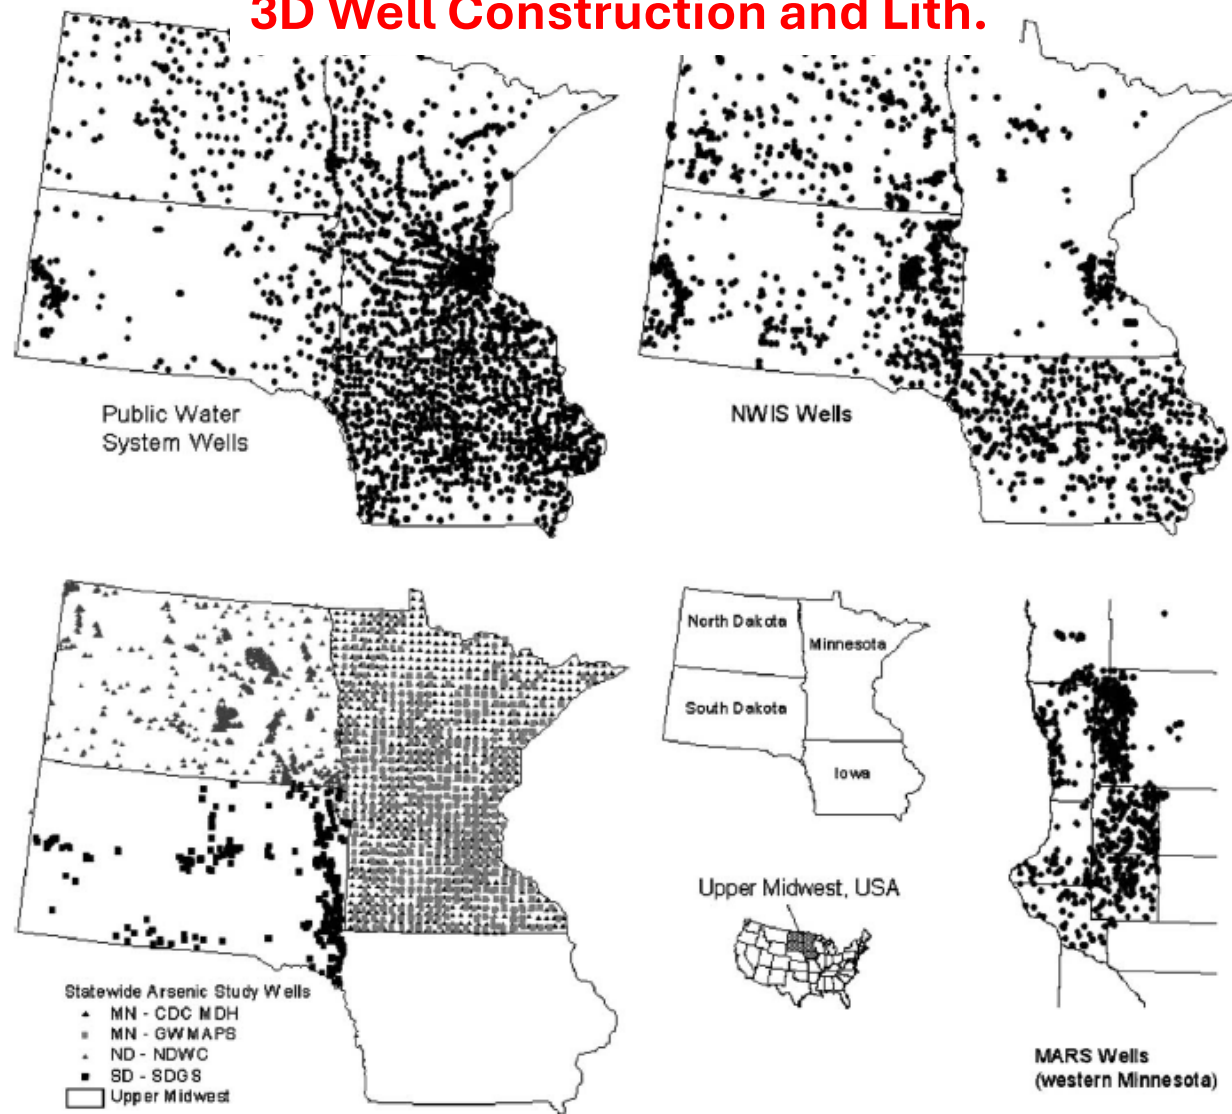 3D Well Construction and Lith.
Public Water
System Wells
NWIS Wells
North Dakota
Minnesota
South Dakota
Iowa
Upper Midwest, USA
Statewide Arsenic Study Wells
MN - CDC MDH
MN - GWMAPS
ND - NDWC
SD - SDGS
Upper Midwest
MARS Wells
(western Minnesota)